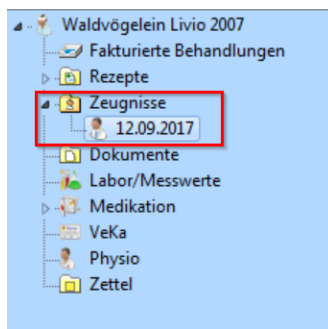 Waldvögelein Livio 2007
Fakturierte Behandlungen
Rezepte
Zeugnisse
12.09.2017
Dokumente
Labor/Messwerte
Medikation
VeKa
Physio
Zettel